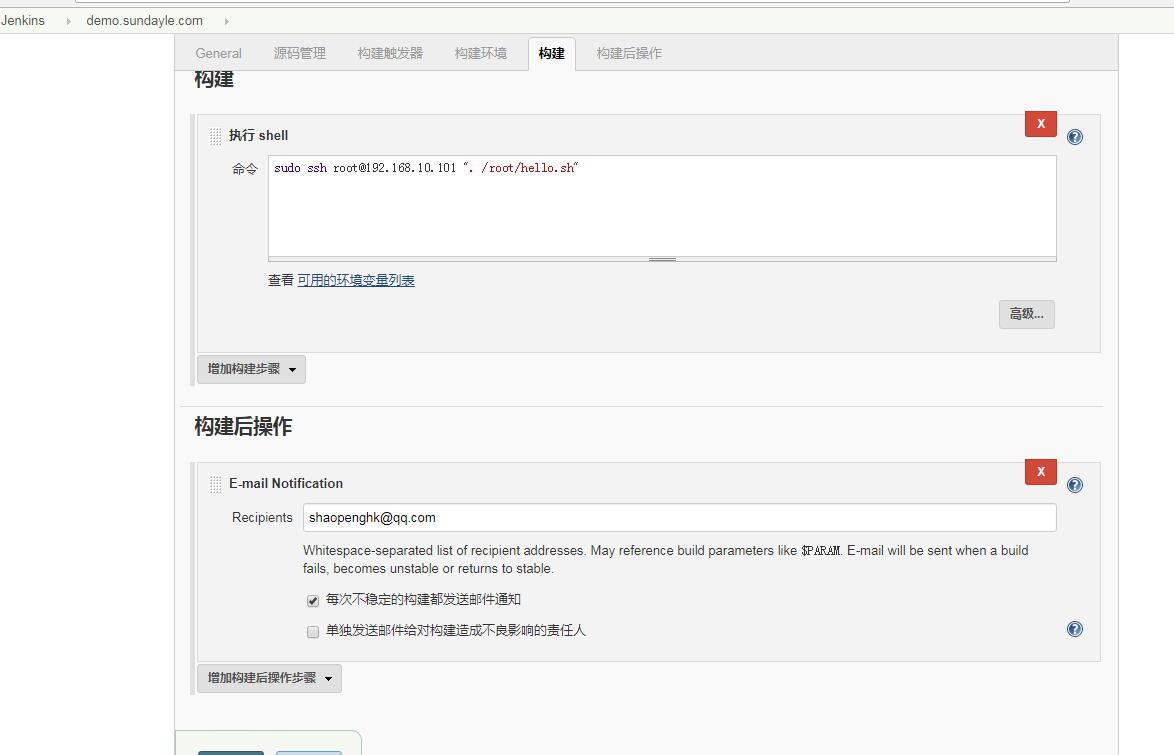 Jenkins demo.sundayle.com
General 源码管理 构建触发器 构建环境 构建 构建后操作
构建
执行 shell
X
命令
sudo ssh root@192.168.10.101 ". /root/hello.sh"
查看 可用的环境变量列表
高级...
增加构建步骤
构建后操作
E-mail Notification
X
Recipients
shaopenghk@qq.com
Whitespace-separated list of recipient addresses. May reference build parameters like $PARAM. E-mail will be sent when a build
fails, becomes unstable or returns to stable.
每次不稳定的构建都发送邮件通知
单独发送邮件给对构建造成不良影响的责任人
增加构建后操作步骤